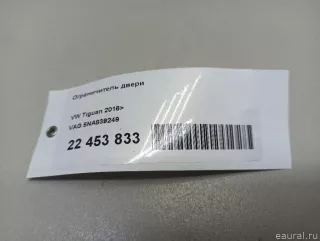 Ограничитель двери
VW Tiguan 2016>
VAG 5NA839249
22 453 833
eaural.ru